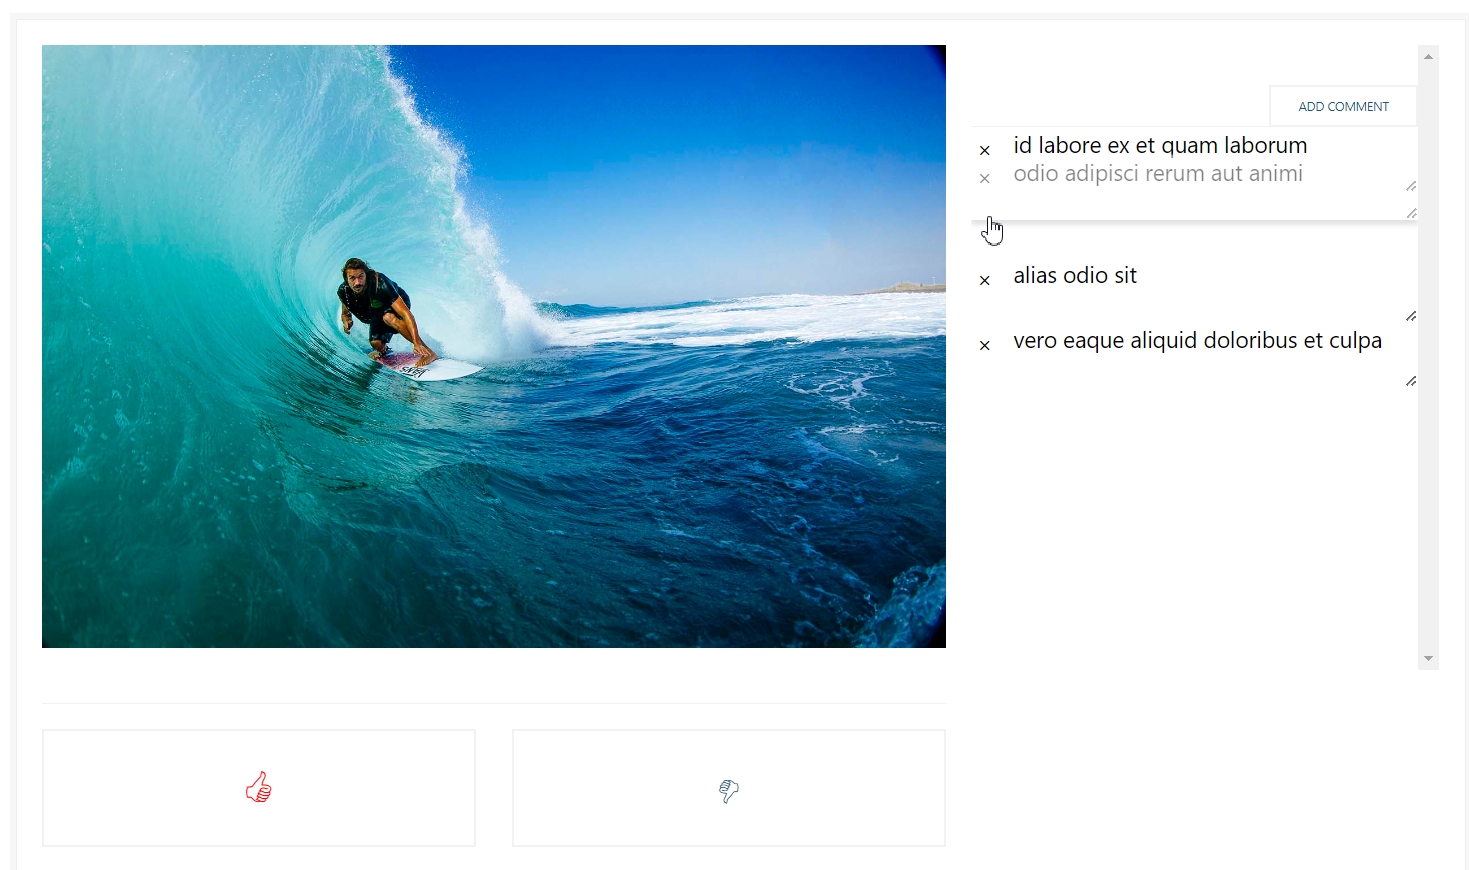 ADD COMMENT
× id labore ex et quam laborum
× odio adipisci rerum aut animi
× alias odio sit
× vero eaque aliquid doloribus et culpa